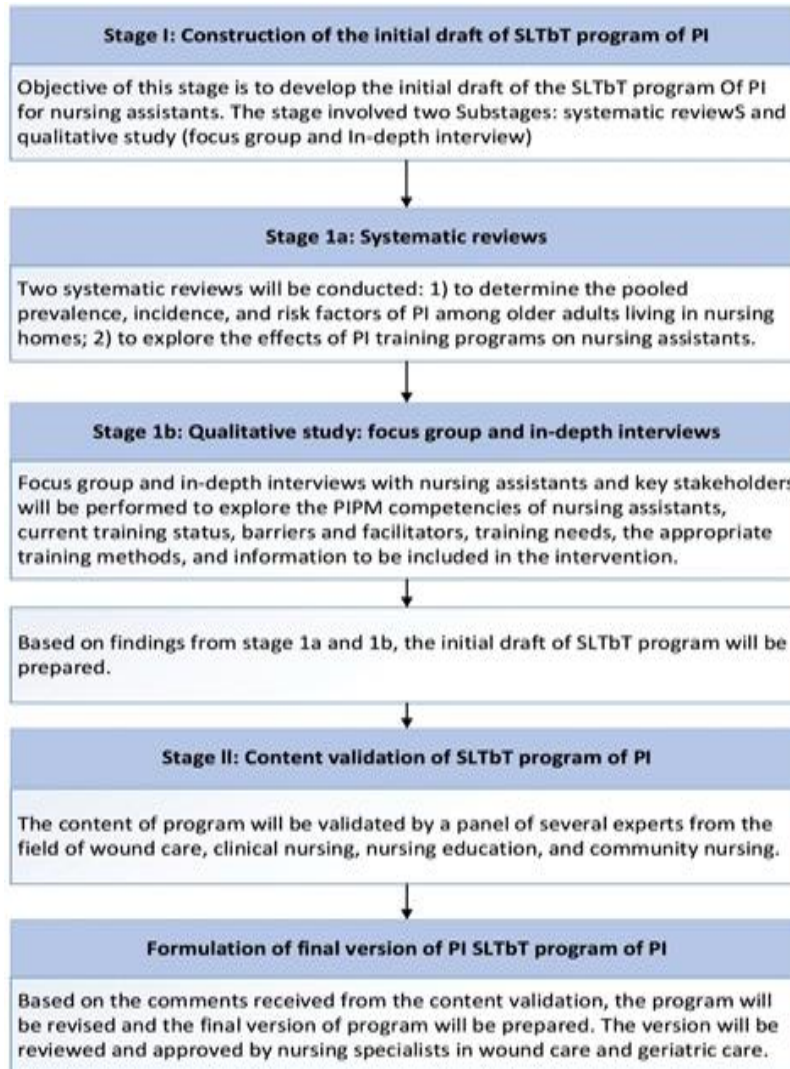 Stage I: Construction of the initial draft of SLTbT program of PI
Objective of this stage is to develop the initial draft of the SLTbT program Of PI
for nursing assistants. The stage involved two Substages: systematic reviewS and
qualitative study (focus group and In-depth interview)
Stage 1a: Systematic reviews
Two systematic reviews will be conducted: 1) to determine the pooled
prevalence, incidence, and risk factors of PI among older adults living in nursing
homes; 2) to explore the effects of PI training programs on nursing assistants.
Stage 1b: Qualitative study: focus group and in-depth interviews
Focus group and in-depth interviews with nursing assistants and key stakeholders
will be performed to explore the PIPM competencies of nursing assistants,
current training status, barriers and facilitators, training needs, the appropriate
training methods, and information to be included in the intervention.
Based on findings from stage 1a and 1b, the initial draft of SLTbT program will be
prepared.
Stage II: Content validation of SLTbT program of PI
The content of program will be validated by a panel of several experts from the
field of wound care, clinical nursing, nursing education, and community nursing.
Formulation of final version of PI SLTbT program of PI
Based on the comments received from the content validation, the program will
be revised and the final version of program will be prepared. The version will be
reviewed and approved by nursing specialists in wound care and geriatric care.